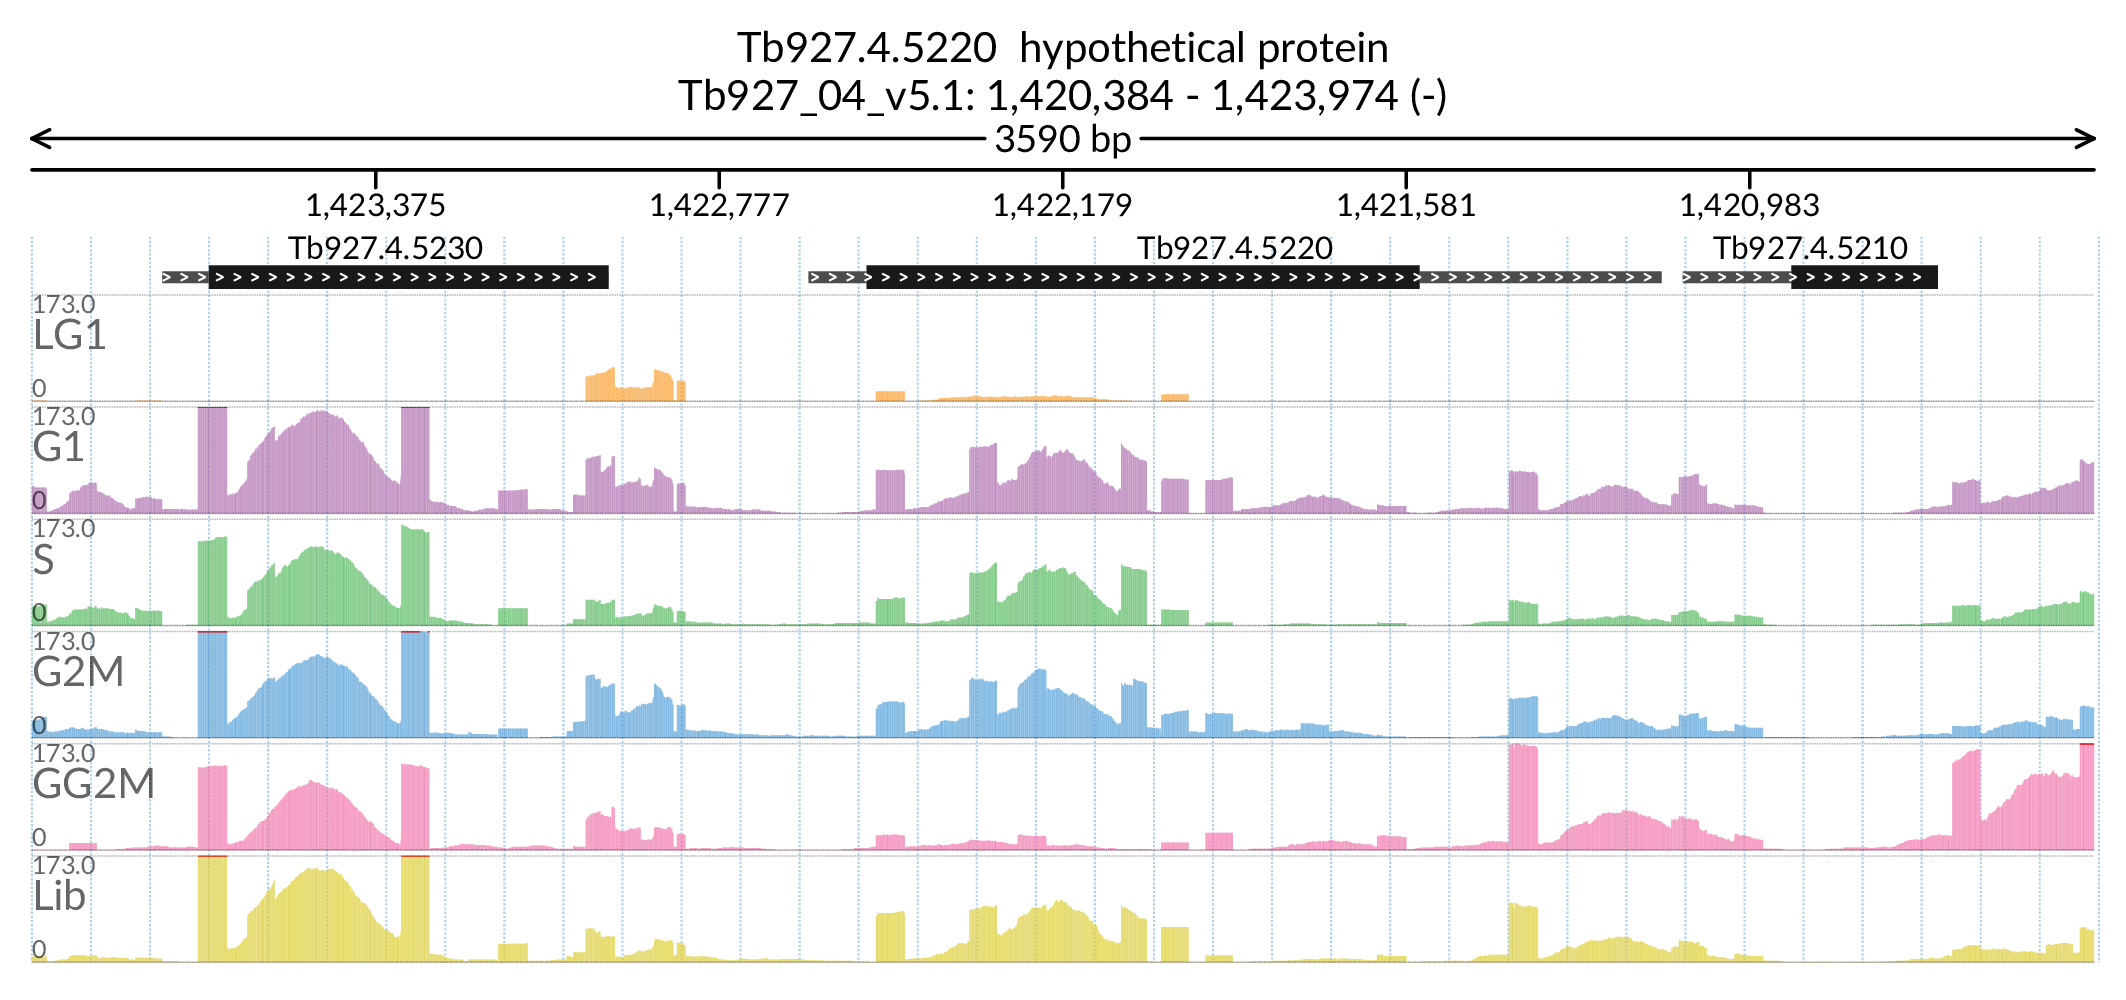 Tb927.4.5220 hypothetical protein
Tb927_04_v5.1: 1,420,384 - 1,423,974 (-)
3590 bp
1,423,375 1,422,777 1,422,179 1,421,581 1,420,983
Tb927.4.5230 Tb927.4.5220 Tb927.4.5210
173.0
LG1
0
173.0
G1
0
173.0
S
0
173.0
G2M
0
173.0
GG2M
0
173.0
Lib
0